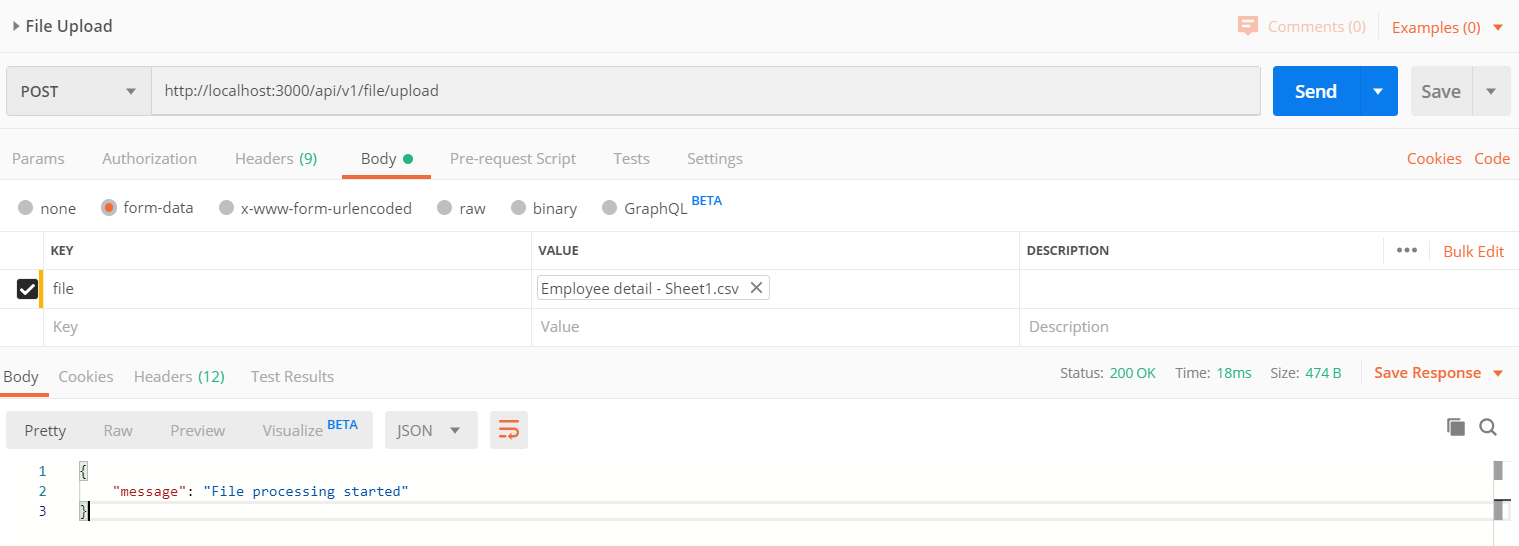 File Upload Comments (0) Examples (0)
POST http://localhost:3000/api/v1/file/upload Send Save
Params Authorization Headers (9) Body Pre-request Script Tests Settings Cookies Code
none form-data x-www-form-urlencoded raw binary GraphQL BETA
KEY VALUE DESCRIPTION ••• Bulk Edit
file Employee detail - Sheet1.csv
Key Value Description
Body Cookies Headers (12) Test Results Status: 200 OK Time: 18ms Size: 474 B Save Response
Pretty Raw Preview Visualize BETA JSON
1 {
2 "message": "File processing started"
3 }